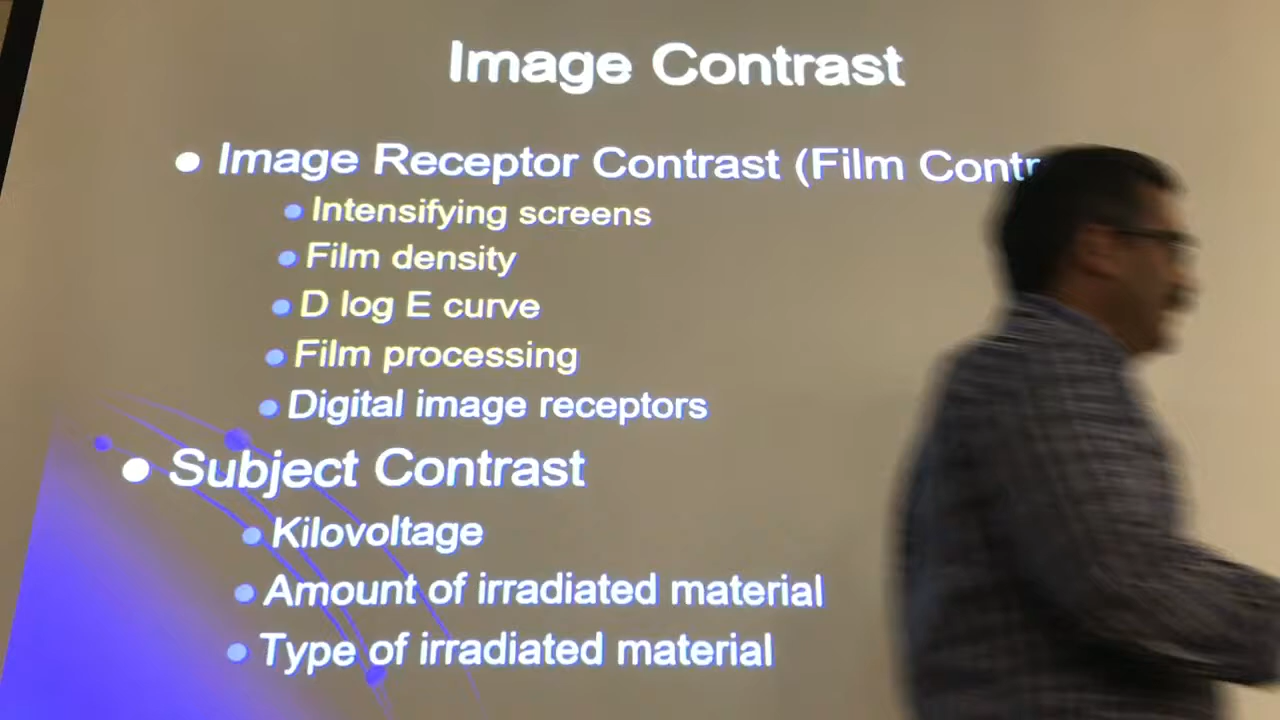 Image Contrast
Image Receptor Contrast (Film
Intensifying screens
Film density
D log E curve
Film processing
Digital image receptors
Subject Contrast
Kilovoltage
Amount of irradiated material
Type of irradiated material